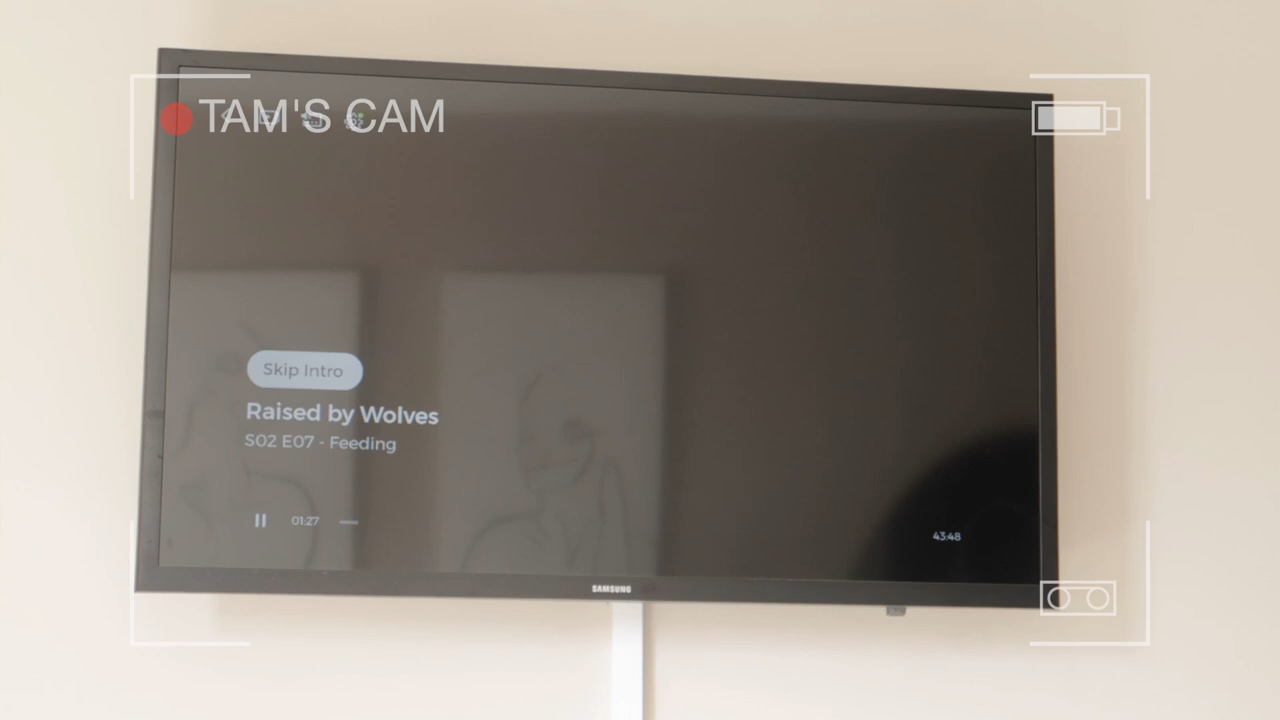 TAM'S CAM
Skip Intro
Raised by Wolves
S02 E07 - Feeding
01:27
43:48
SAMSUNG